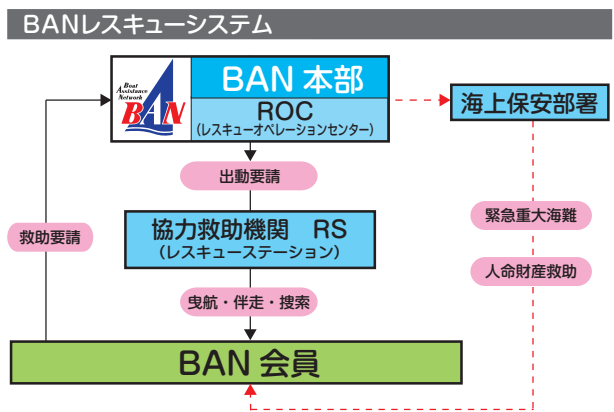 BANレスキューシステム
Boat
Assistance
Network
BAN
BAN 本部
ROC
(レスキューオペレーションセンター)
海上保安部署
出動要請
緊急重大海難
救助要請
協力救助機関 RS
(レスキューステーション)
人命財産救助
曳航・伴走・捜索
BAN 会員